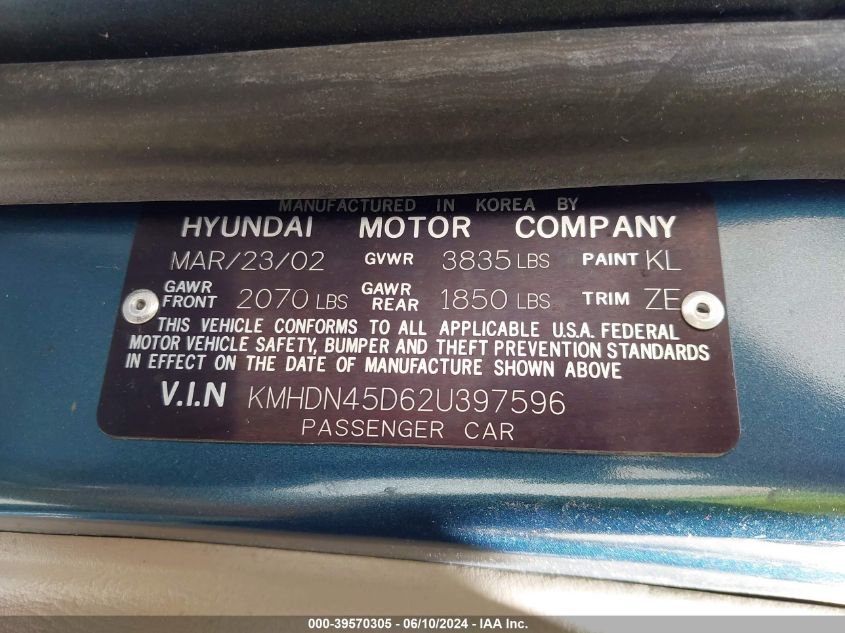 MANUFACTURED IN KOREA BY
HYUNDAI MOTOR COMPANY
MAR/23/02 GVWR 3835 LBS PAINT KL
GAWR FRONT 2070 LBS GAWR REAR 1850 LBS TRIM ZE
THIS VEHICLE CONFORMS TO ALL APPLICABLE U.S.A. FEDERAL
MOTOR VEHICLE SAFETY, BUMPER AND THEFT PREVENTION STANDARDS
IN EFFECT ON THE DATE OF MANUFACTURE SHOWN ABOVE
V.I.N KMHDN45D62U397596
PASSENGER CAR
000-39570305 - 06/10/2024 - IAA Inc.